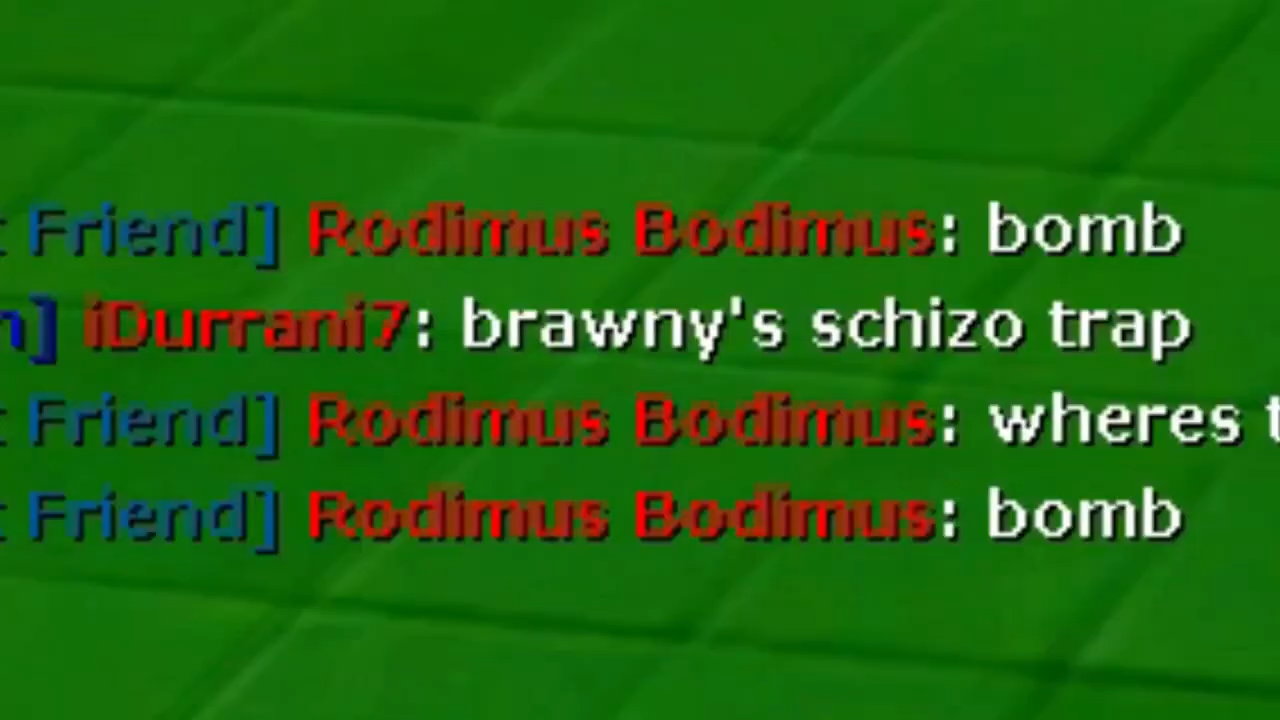 Friend] Rodimus Bodimus: bomb
] iDurrani7: brawny's schizo trap
Friend] Rodimus Bodimus: wheres
Friend] Rodimus Bodimus: bomb